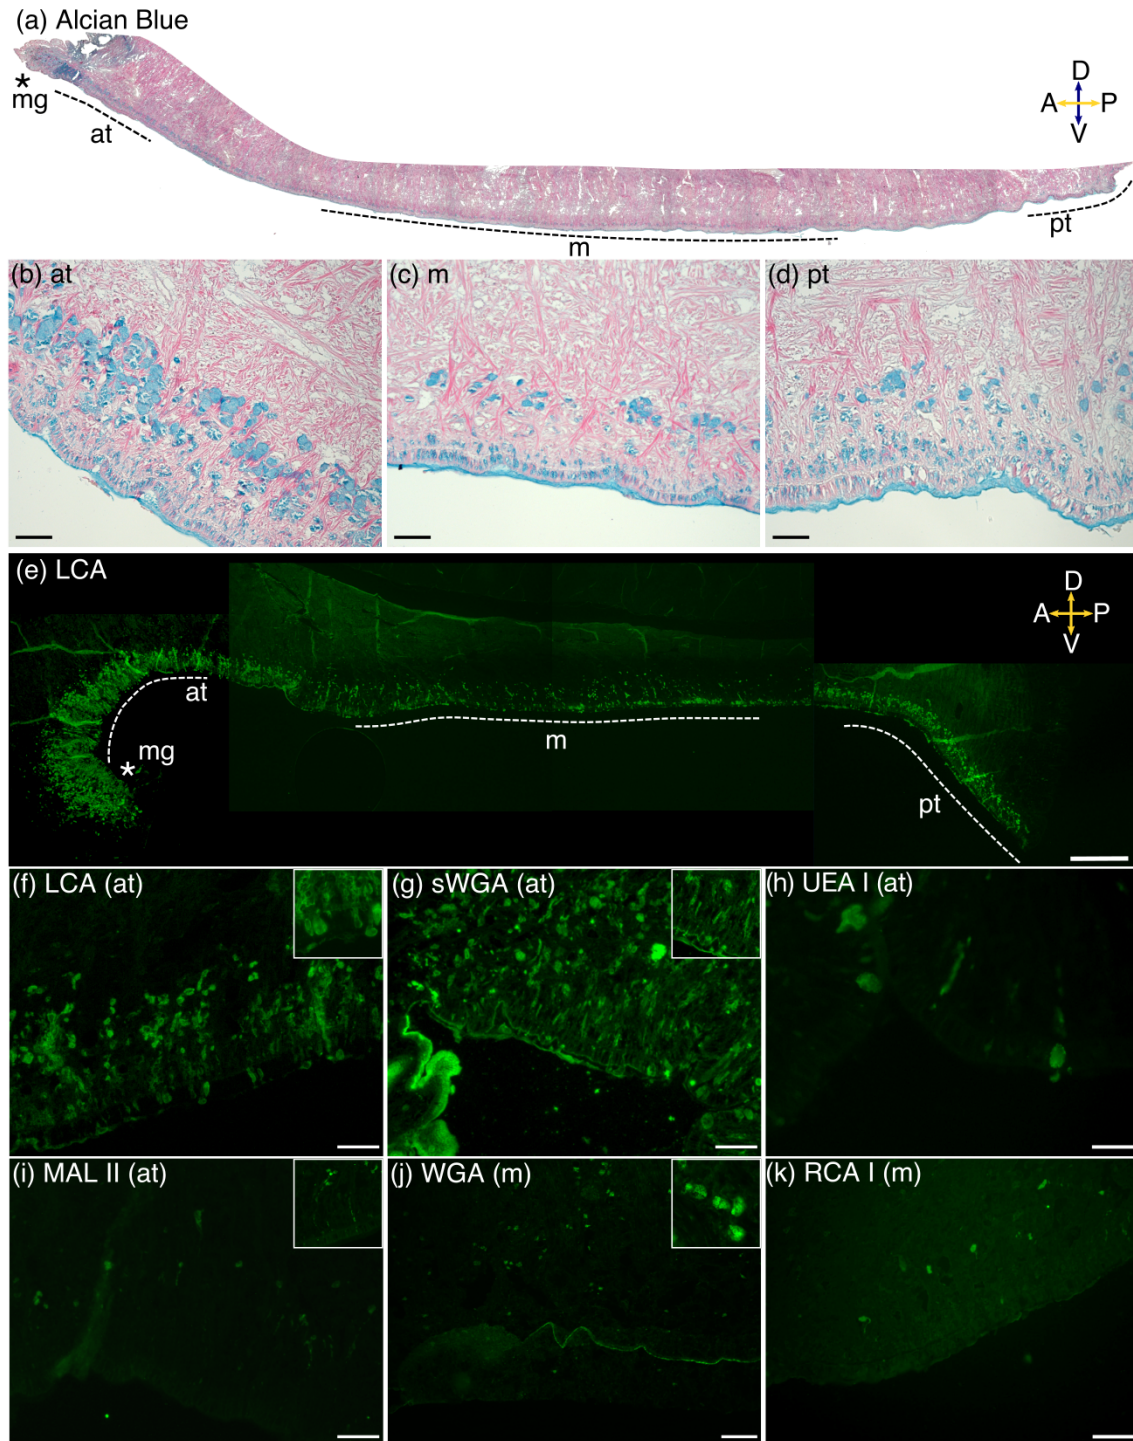 (a) Alcian Blue
*
mg
at
m
pt
D
A P
V
(b) at
(c) m
(d) pt
(e) LCA
D
A P
V
at
mg
*
m
pt
(f) LCA (at)
(g) sWGA (at)
(h) UEA I (at)
(i) MAL II (at)
(j) WGA (m)
(k) RCA I (m)